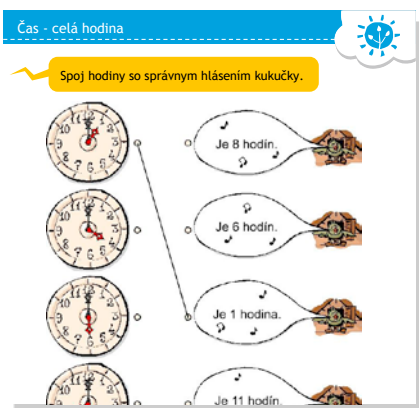 Čas - celá hodina
Spoj hodiny so správnym hlásením kukučky.
Je 8 hodín.
Je 6 hodín.
Je 1 hodina.
Je 11 hodín.